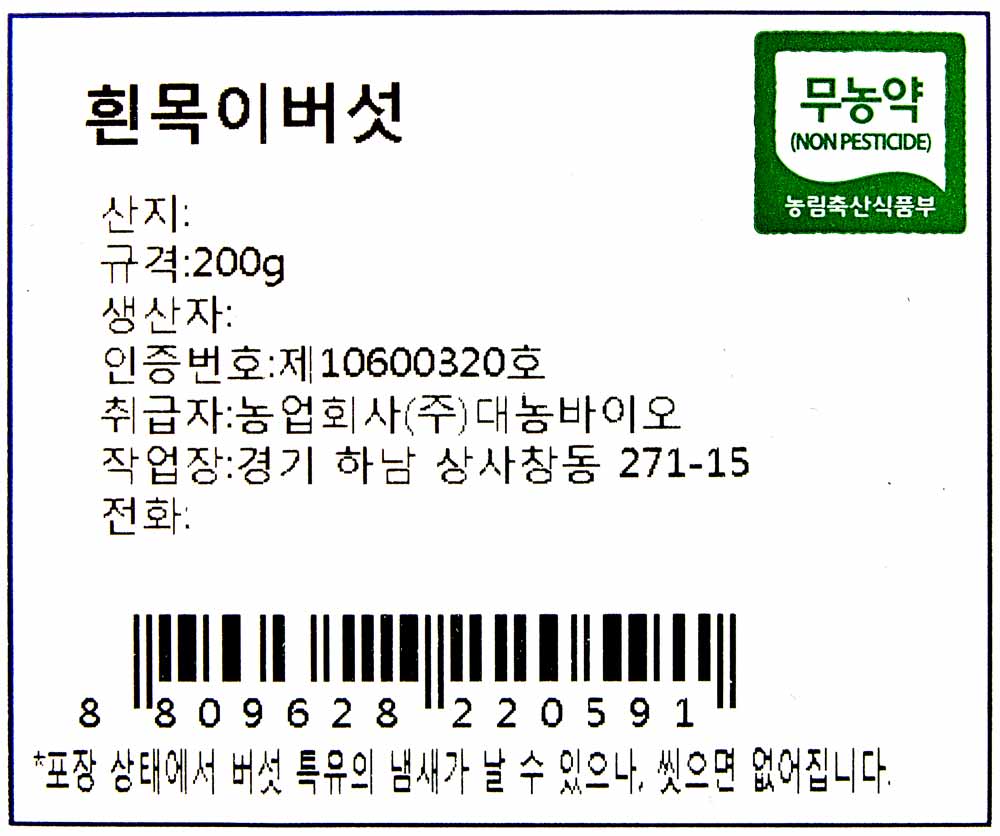 흰목이버섯
무농약
(NON PESTICIDE)
농림축산식품부
산지:
규격:200g
생산자:
인증번호:제10600320호
취급자:농업회사(주)대농바이오
작업장:경기 하남 상사창동 271-15
전화:
8 809628 220591
*포장 상태에서 버섯 특유의 냄새가 날 수 있으나, 씻으면 없어집니다.